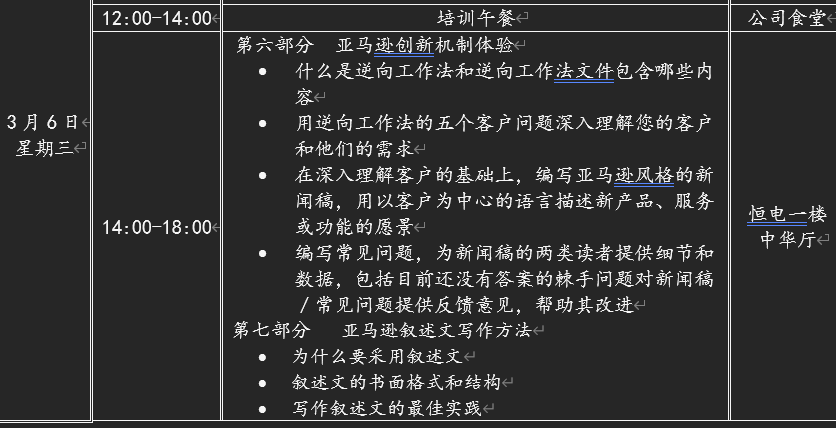 12:00-14:00
培训午餐
公司食堂
3月6日
星期三
14:00-18:00
第六部分 亚马逊创新机制体验
• 什么是逆向工作法和逆向工作法文件包含哪些内
容
• 用逆向工作法的五个客户问题深入理解您的客户
和他们的需求
• 在深入理解客户的基础上，编写亚马逊风格的新
闻稿，用以客户为中心的语言描述新产品、服务
或功能的愿景
• 编写常见问题，为新闻稿的两类读者提供细节和
数据，包括目前还没有答案的棘手问题对新闻稿
/常见问题提供反馈意见，帮助其改进
第七部分 亚马逊叙述文写作方法
• 为什么要采用叙述文
• 叙述文的书面格式和结构
• 写作叙述文的最佳实践
恒电一楼
中华厅